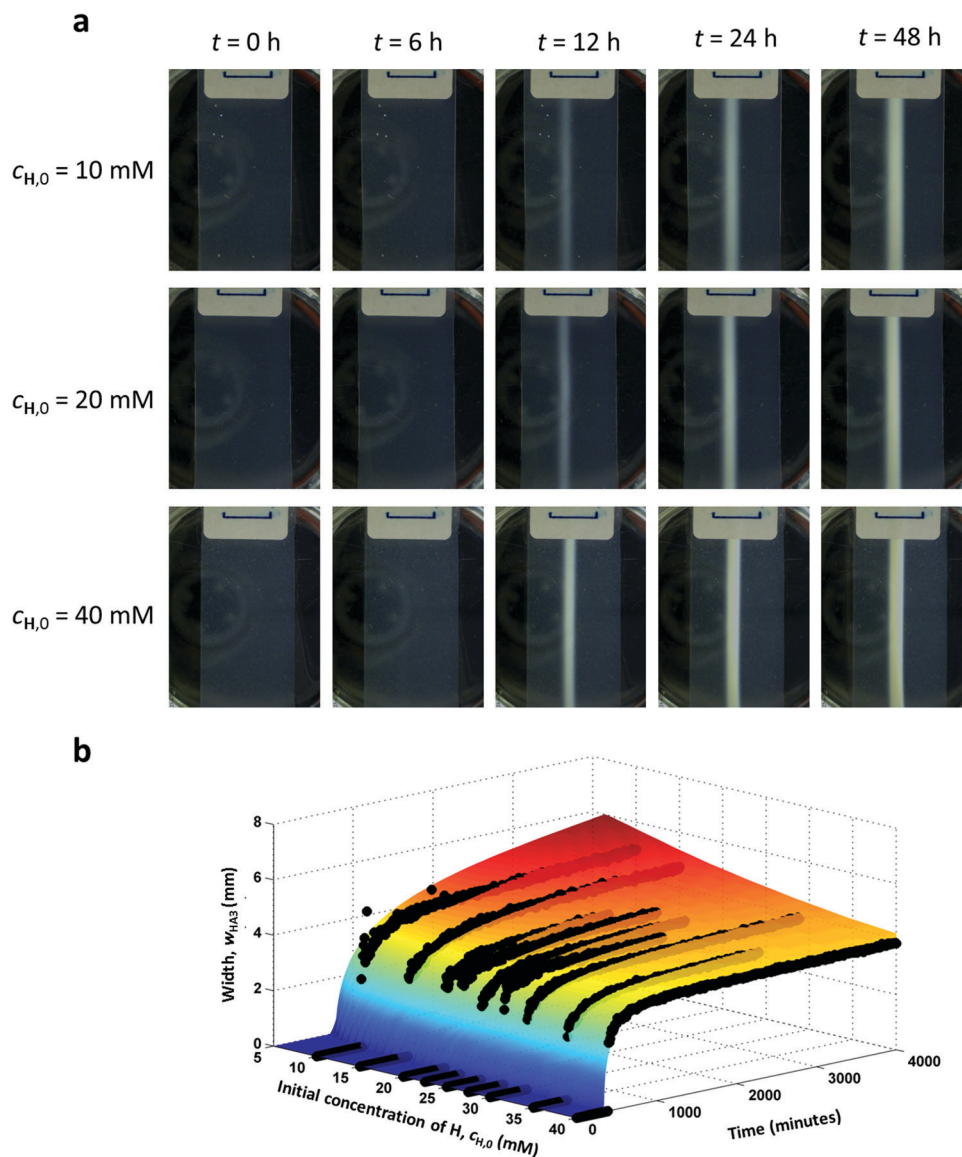 a
t = 0 h t = 6 h t = 12 h t = 24 h t = 48 h
cH,0 = 10 mM
cH,0 = 20 mM
cH,0 = 40 mM
b
8
6
4
2
0
Width, wHA3 (mm)
5
10
15
20
25
30
35
40
Initial concentration of H, cH,0 (mM)
0
1000
2000
3000
4000
Time (minutes)